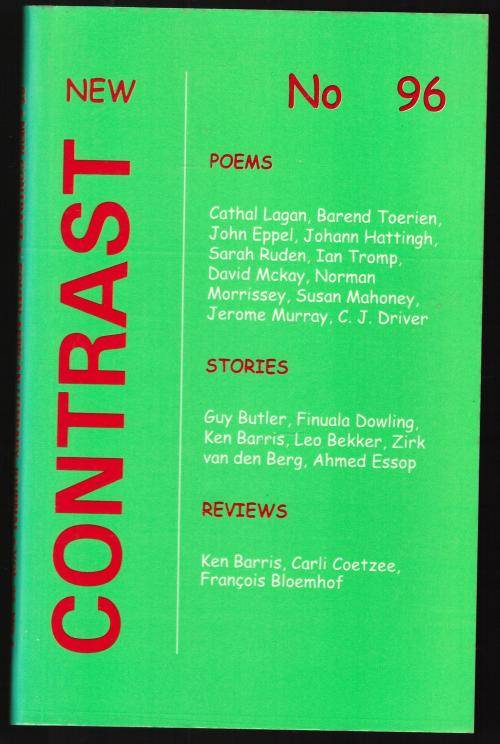 NEW
CONTRAST
No 96
POEMS
Cathal Lagan, Barend Toerien,
John Eppel, Johann Hattingh,
Sarah Ruden, Ian Tromp,
David Mckay, Norman
Morrissey, Susan Mahoney,
Jerome Murray, C. J. Driver
STORIES
Guy Butler, Finuala Dowling,
Ken Barris, Leo Bekker, Zirk
van den Berg, Ahmed Essop
REVIEWS
Ken Barris, Carli Coetzee,
François Bloemhof